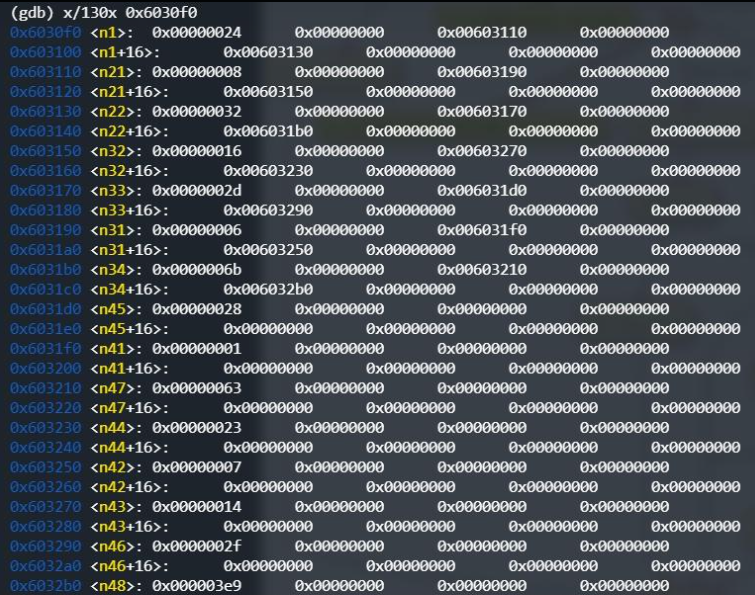 (gdb) x/130x 0x6030f0
0x6030f0 <n1>: 0x00000024 0x00000000 0x00603110 0x00000000
0x603100 <n1+16>: 0x00603130 0x00000000 0x00000000 0x00000000
0x603110 <n21>: 0x00000008 0x00000000 0x00603190 0x00000000
0x603120 <n21+16>: 0x00603150 0x00000000 0x00000000 0x00000000
0x603130 <n22>: 0x00000032 0x00000000 0x00603170 0x00000000
0x603140 <n22+16>: 0x006031b0 0x00000000 0x00000000 0x00000000
0x603150 <n32>: 0x00000016 0x00000000 0x00603270 0x00000000
0x603160 <n32+16>: 0x00603230 0x00000000 0x00000000 0x00000000
0x603170 <n33>: 0x0000002d 0x00000000 0x006031d0 0x00000000
0x603180 <n33+16>: 0x00603290 0x00000000 0x00000000 0x00000000
0x603190 <n31>: 0x00000006 0x00000000 0x006031f0 0x00000000
0x6031a0 <n31+16>: 0x00603250 0x00000000 0x00000000 0x00000000
0x6031b0 <n34>: 0x0000006b 0x00000000 0x00603210 0x00000000
0x6031c0 <n34+16>: 0x006032b0 0x00000000 0x00000000 0x00000000
0x6031d0 <n45>: 0x00000028 0x00000000 0x00000000 0x00000000
0x6031e0 <n45+16>: 0x00000000 0x00000000 0x00000000 0x00000000
0x6031f0 <n41>: 0x00000001 0x00000000 0x00000000 0x00000000
0x603200 <n41+16>: 0x00000000 0x00000000 0x00000000 0x00000000
0x603210 <n47>: 0x00000063 0x00000000 0x00000000 0x00000000
0x603220 <n47+16>: 0x00000000 0x00000000 0x00000000 0x00000000
0x603230 <n44>: 0x00000023 0x00000000 0x00000000 0x00000000
0x603240 <n44+16>: 0x00000000 0x00000000 0x00000000 0x00000000
0x603250 <n42>: 0x00000007 0x00000000 0x00000000 0x00000000
0x603260 <n42+16>: 0x00000000 0x00000000 0x00000000 0x00000000
0x603270 <n43>: 0x00000014 0x00000000 0x00000000 0x00000000
0x603280 <n43+16>: 0x00000000 0x00000000 0x00000000 0x00000000
0x603290 <n46>: 0x0000002f 0x00000000 0x00000000 0x00000000
0x6032a0 <n46+16>: 0x00000000 0x00000000 0x00000000 0x00000000
0x6032b0 <n48>: 0x000003e9 0x00000000 0x00000000 0x00000000